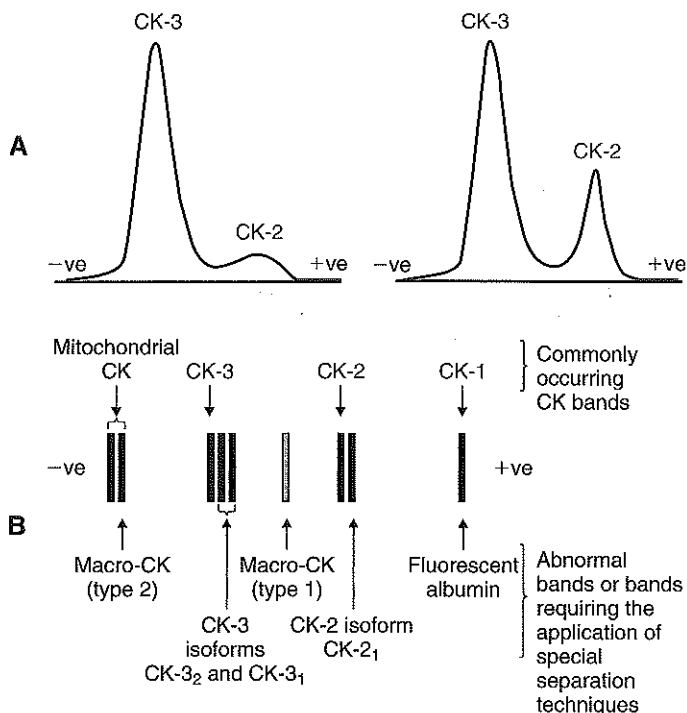 CK-3
CK-3
CK-2
A
CK-2
−ve
+ve
−ve
+ve
Mitochondrial
CK
CK-3
CK-2
CK-1
Commonly
occurring
CK bands
−ve
+ve
B
Macro-CK
(type 2)
Macro-CK
(type 1)
Fluorescent
albumin
CK-3
isoforms
CK-3₂ and CK-3₁
CK-2 isoform
CK-2₁
Abnormal
bands or bands
requiring the
application of
special
separation
techniques